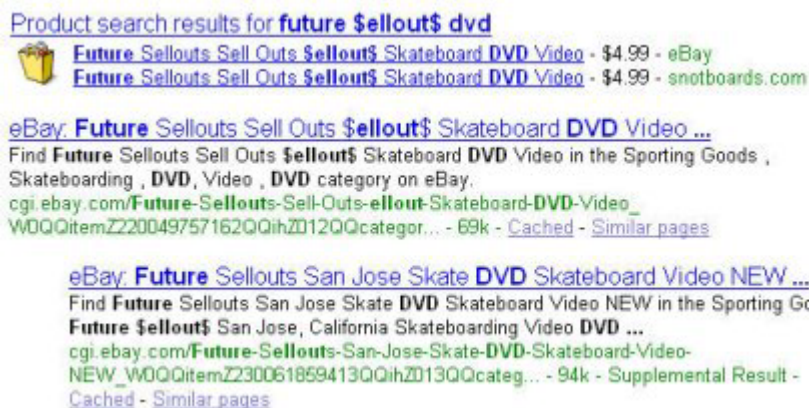 Product search results for future $ellout$ dvd
Future Sellouts Sell Outs $ellout$ Skateboard DVD Video - $4.99 - eBay
Future Sellouts Sell Outs $ellout$ Skateboard DVD Video - $4.99 - snotboards.com
eBay: Future Sellouts Sell Outs $ellout$ Skateboard DVD Video ...
Find Future Sellouts Sell Outs $ellout$ Skateboard DVD Video in the Sporting Goods ,
Skateboarding , DVD, Video , DVD category on eBay.
cgi.ebay.com/Future-Sellouts-Sell-Outs-ellout-Skateboard-DVD-Video_
W0QQitemZ220049757162QQihZ012QQcategor... - 69k - Cached - Similar pages
eBay: Future Sellouts San Jose Skate DVD Skateboard Video NEW ...
Find Future Sellouts San Jose Skate DVD Skateboard Video NEW in the Sporting Go
Future $ellout$ San Jose, California Skateboarding Video DVD ...
cgi.ebay.com/Future-Sellouts-San-Jose-Skate-DVD-Skateboard-Video-
NEW_W0QQitemZ230061859413QQihZ013QQcateg... - 94k - Supplemental Result -
Cached - Similar pages